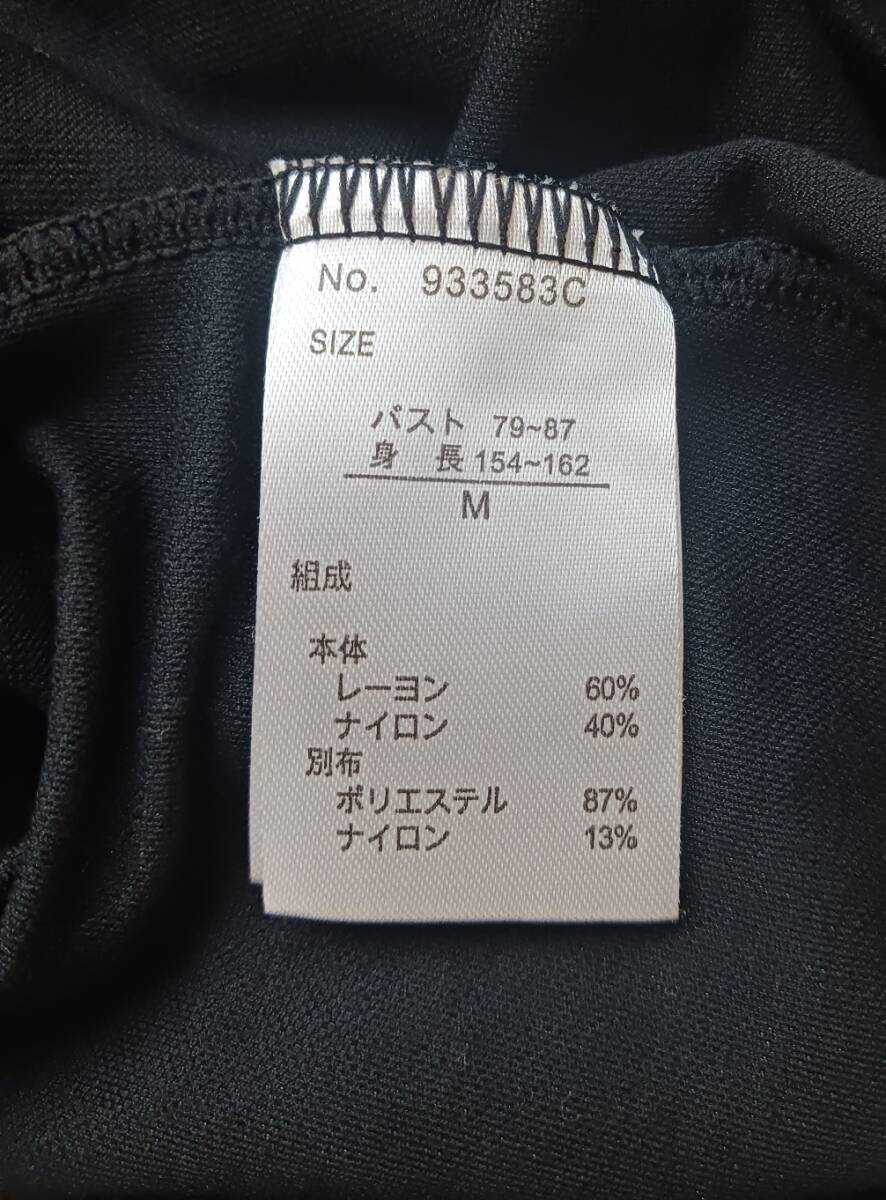 No. 933583C
SIZE
バスト 79~87
身 長 154~162
M
組成
本体
レーヨン 60%
ナイロン 40%
別布
ポリエステル 87%
ナイロン 13%